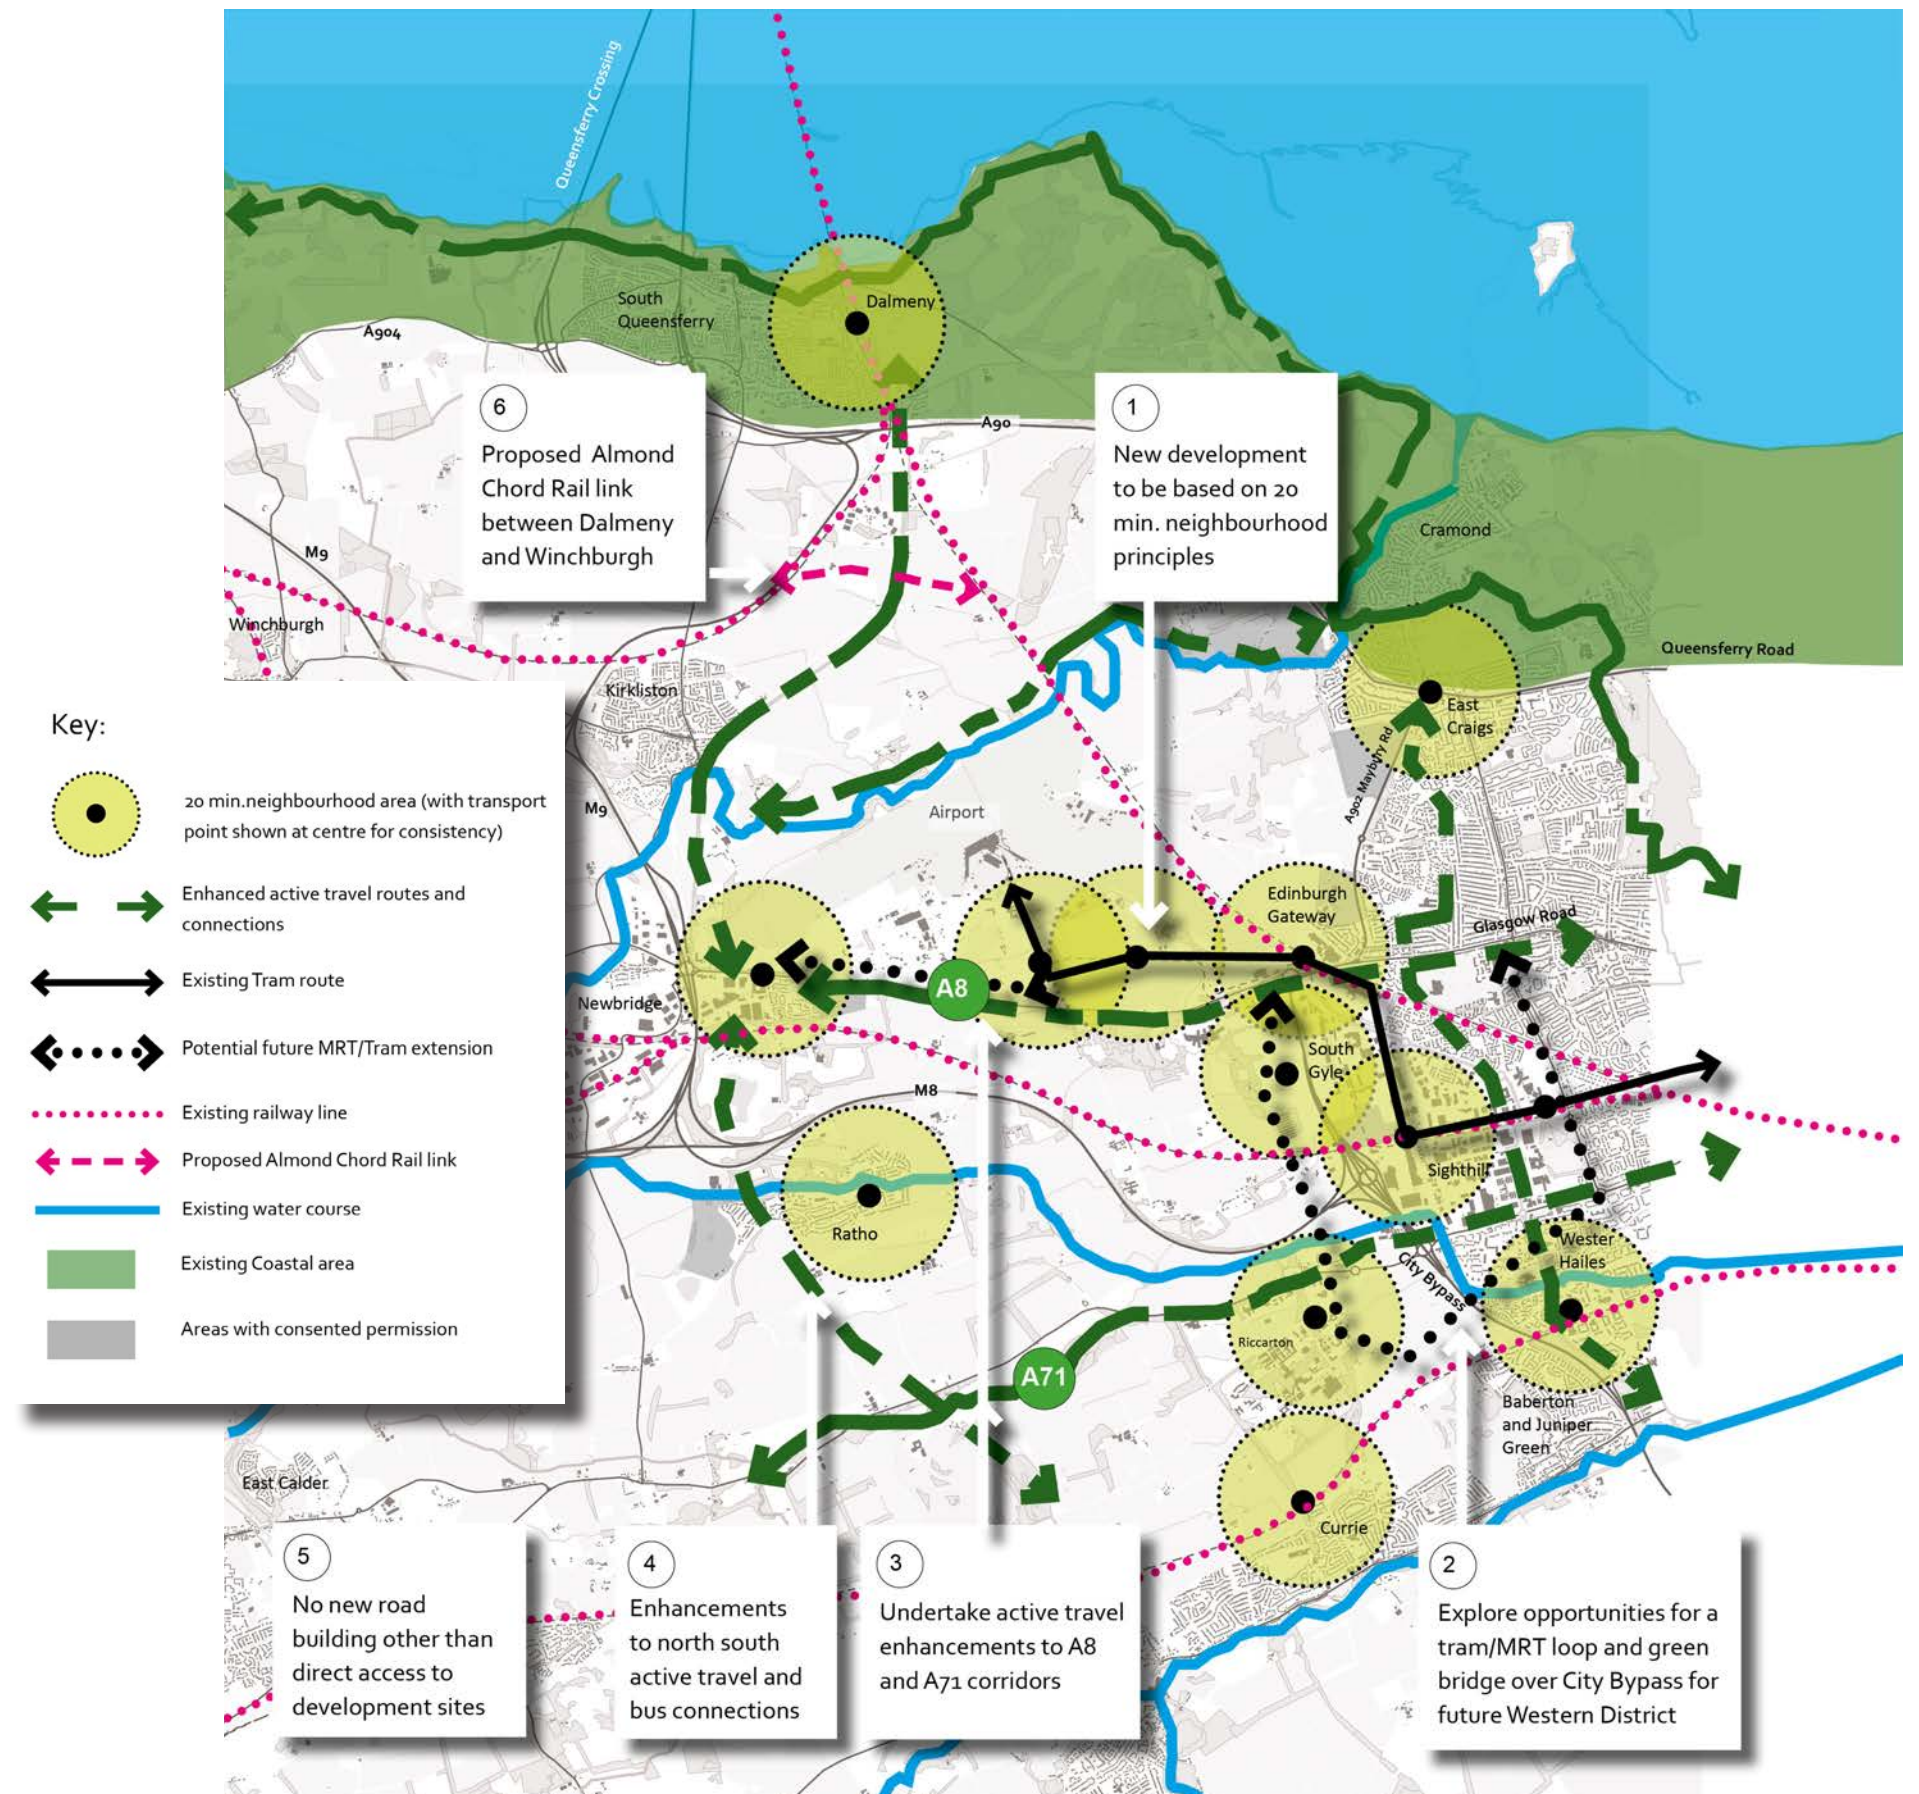 Queensferry Crossing
South
Queensferry
Dalmeny
A904
6
Proposed Almond
Chord Rail link
between Dalmeny
and Winchburgh
A90
1
New development
to be based on 20
min. neighbourhood
principles
Cramond
M9
Winchburgh
Queensferry Road
Kirkliston
East
Craigs
A902 Maybury Rd
Key:
20 min.neighbourhood area (with transport
point shown at centre for consistency)
Enhanced active travel routes and
connections
Existing Tram route
Potential future MRT/Tram extension
Existing railway line
Proposed Almond Chord Rail link
Existing water course
Existing Coastal area
Areas with consented permission
M9
Airport
Edinburgh
Gateway
Glasgow Road
Newbridge
A8
South
Gyle
M8
Sighthill
Ratho
Wester
Hailes
City Bypass
Riccarton
A71
Baberton
and Juniper
Green
East Calder
Currie
5
No new road
building other than
direct access to
development sites
4
Enhancements
to north south
active travel and
bus connections
3
Undertake active travel
enhancements to A8
and A71 corridors
2
Explore opportunities for a
tram/MRT loop and green
bridge over City Bypass for
future Western District